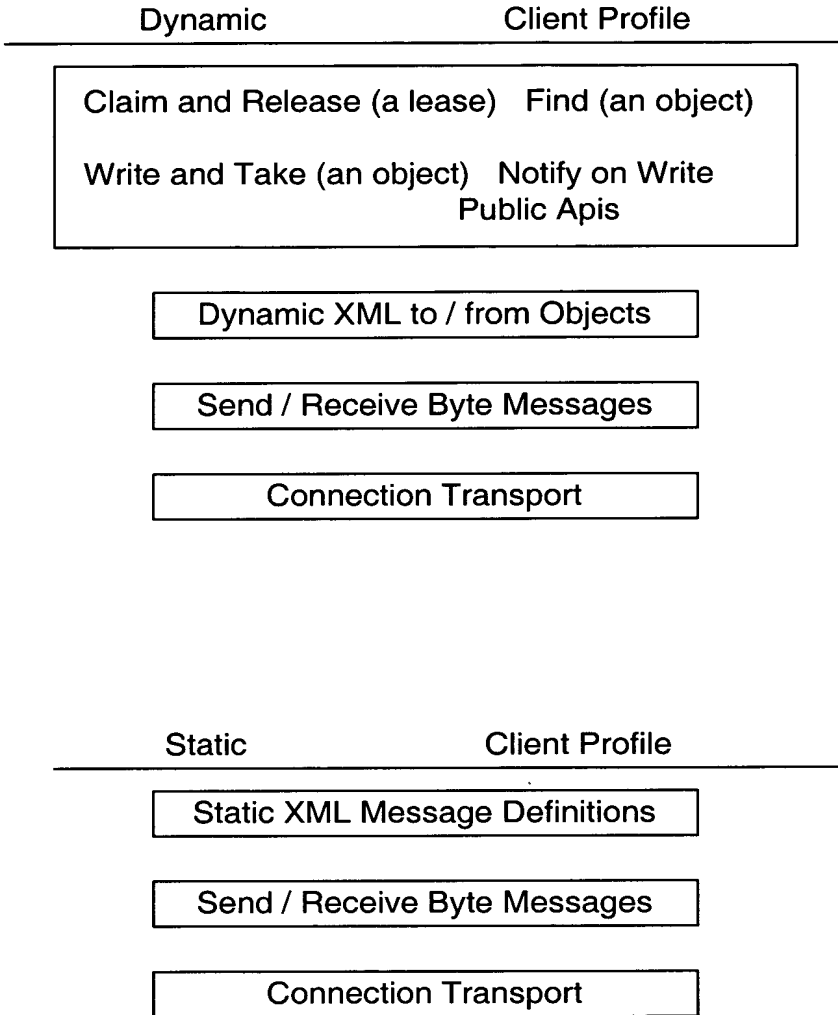 Dynamic Client Profile
Claim and Release (a lease) Find (an object)
Write and Take (an object) Notify on Write
Public Apis
Dynamic XML to / from Objects
Send / Receive Byte Messages
Connection Transport
Static Client Profile
Static XML Message Definitions
Send / Receive Byte Messages
Connection Transport